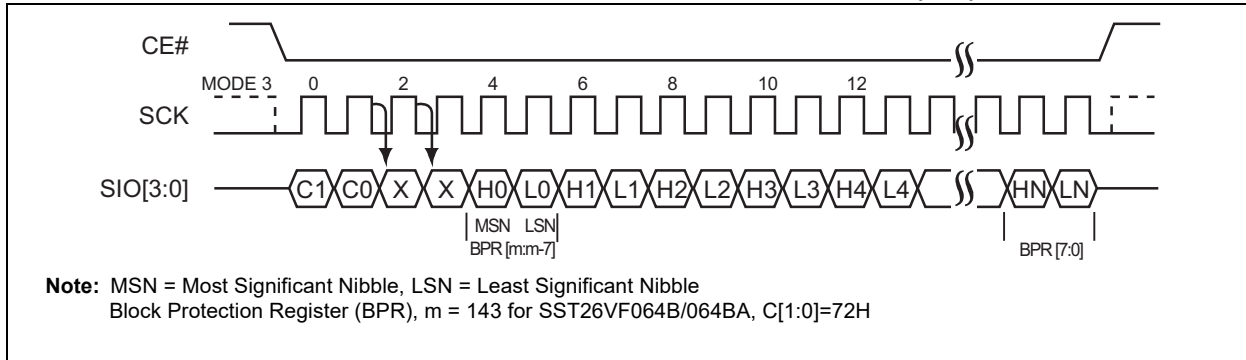 CE#
MODE 3 0 2 4 6 8 10 12
SCK
SIO[3:0] C1 C0 X X H0 L0 H1 L1 H2 L2 H3 L3 H4 L4 HN LN
MSN LSN
BPR [m:m-7] BPR [7:0]
Note: MSN = Most Significant Nibble, LSN = Least Significant Nibble
Block Protection Register (BPR), m = 143 for SST26VF064B/064BA, C[1:0]=72H